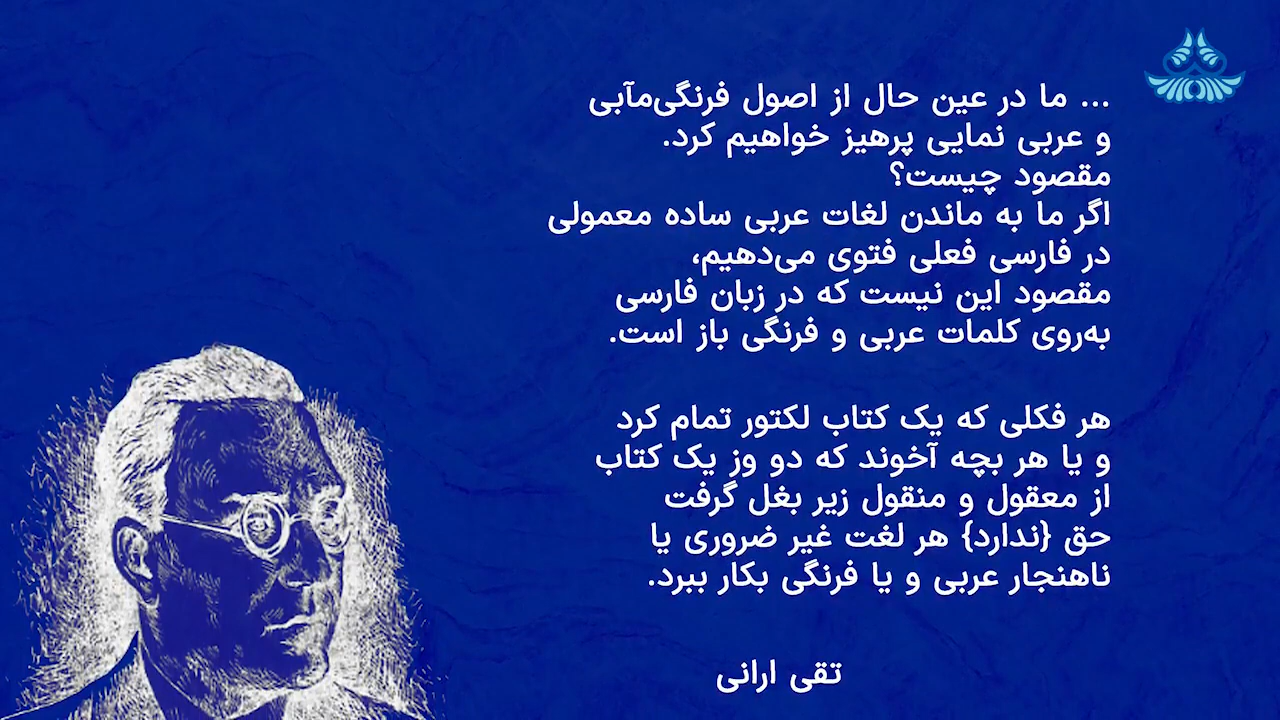 ... ما در عین حال از اصول فرنگی‌مآبی
و عربی نمایی پرهیز خواهیم کرد.
مقصود چیست؟
اگر ما به ماندن لغات عربی ساده معمولی
در فارسی فعلی فتوی می‌دهیم،
مقصود این نیست که در زبان فارسی
به‌روی کلمات عربی و فرنگی باز است.
هر فکلی که یک کتاب لکتور تمام کرد
و یا هر بچه آخوند که دو وز یک کتاب
از معقول و منقول زیر بغل گرفت
حق {ندارد} هر لغت غیر ضروری یا
ناهنجار عربی و یا فرنگی بکار ببرد.
تقی ارانی